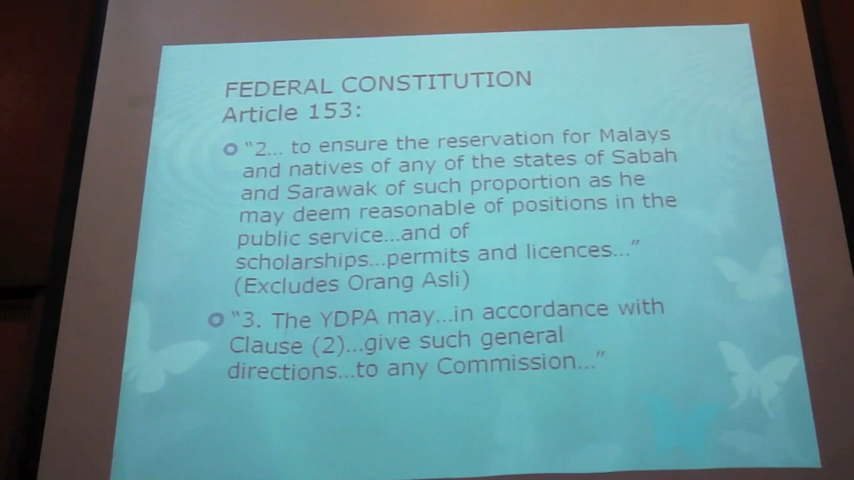 FEDERAL CONSTITUTION
Article 153:
"2... to ensure the reservation for Malays
and natives of any of the states of Sabah
and Sarawak of such proportion as he
may deem reasonable of positions in the
public service...and of
scholarships...permits and licences..."
(Excludes Orang Asli)
"3. The YDPA may...in accordance with
Clause (2)...give such general
directions...to any Commission..."